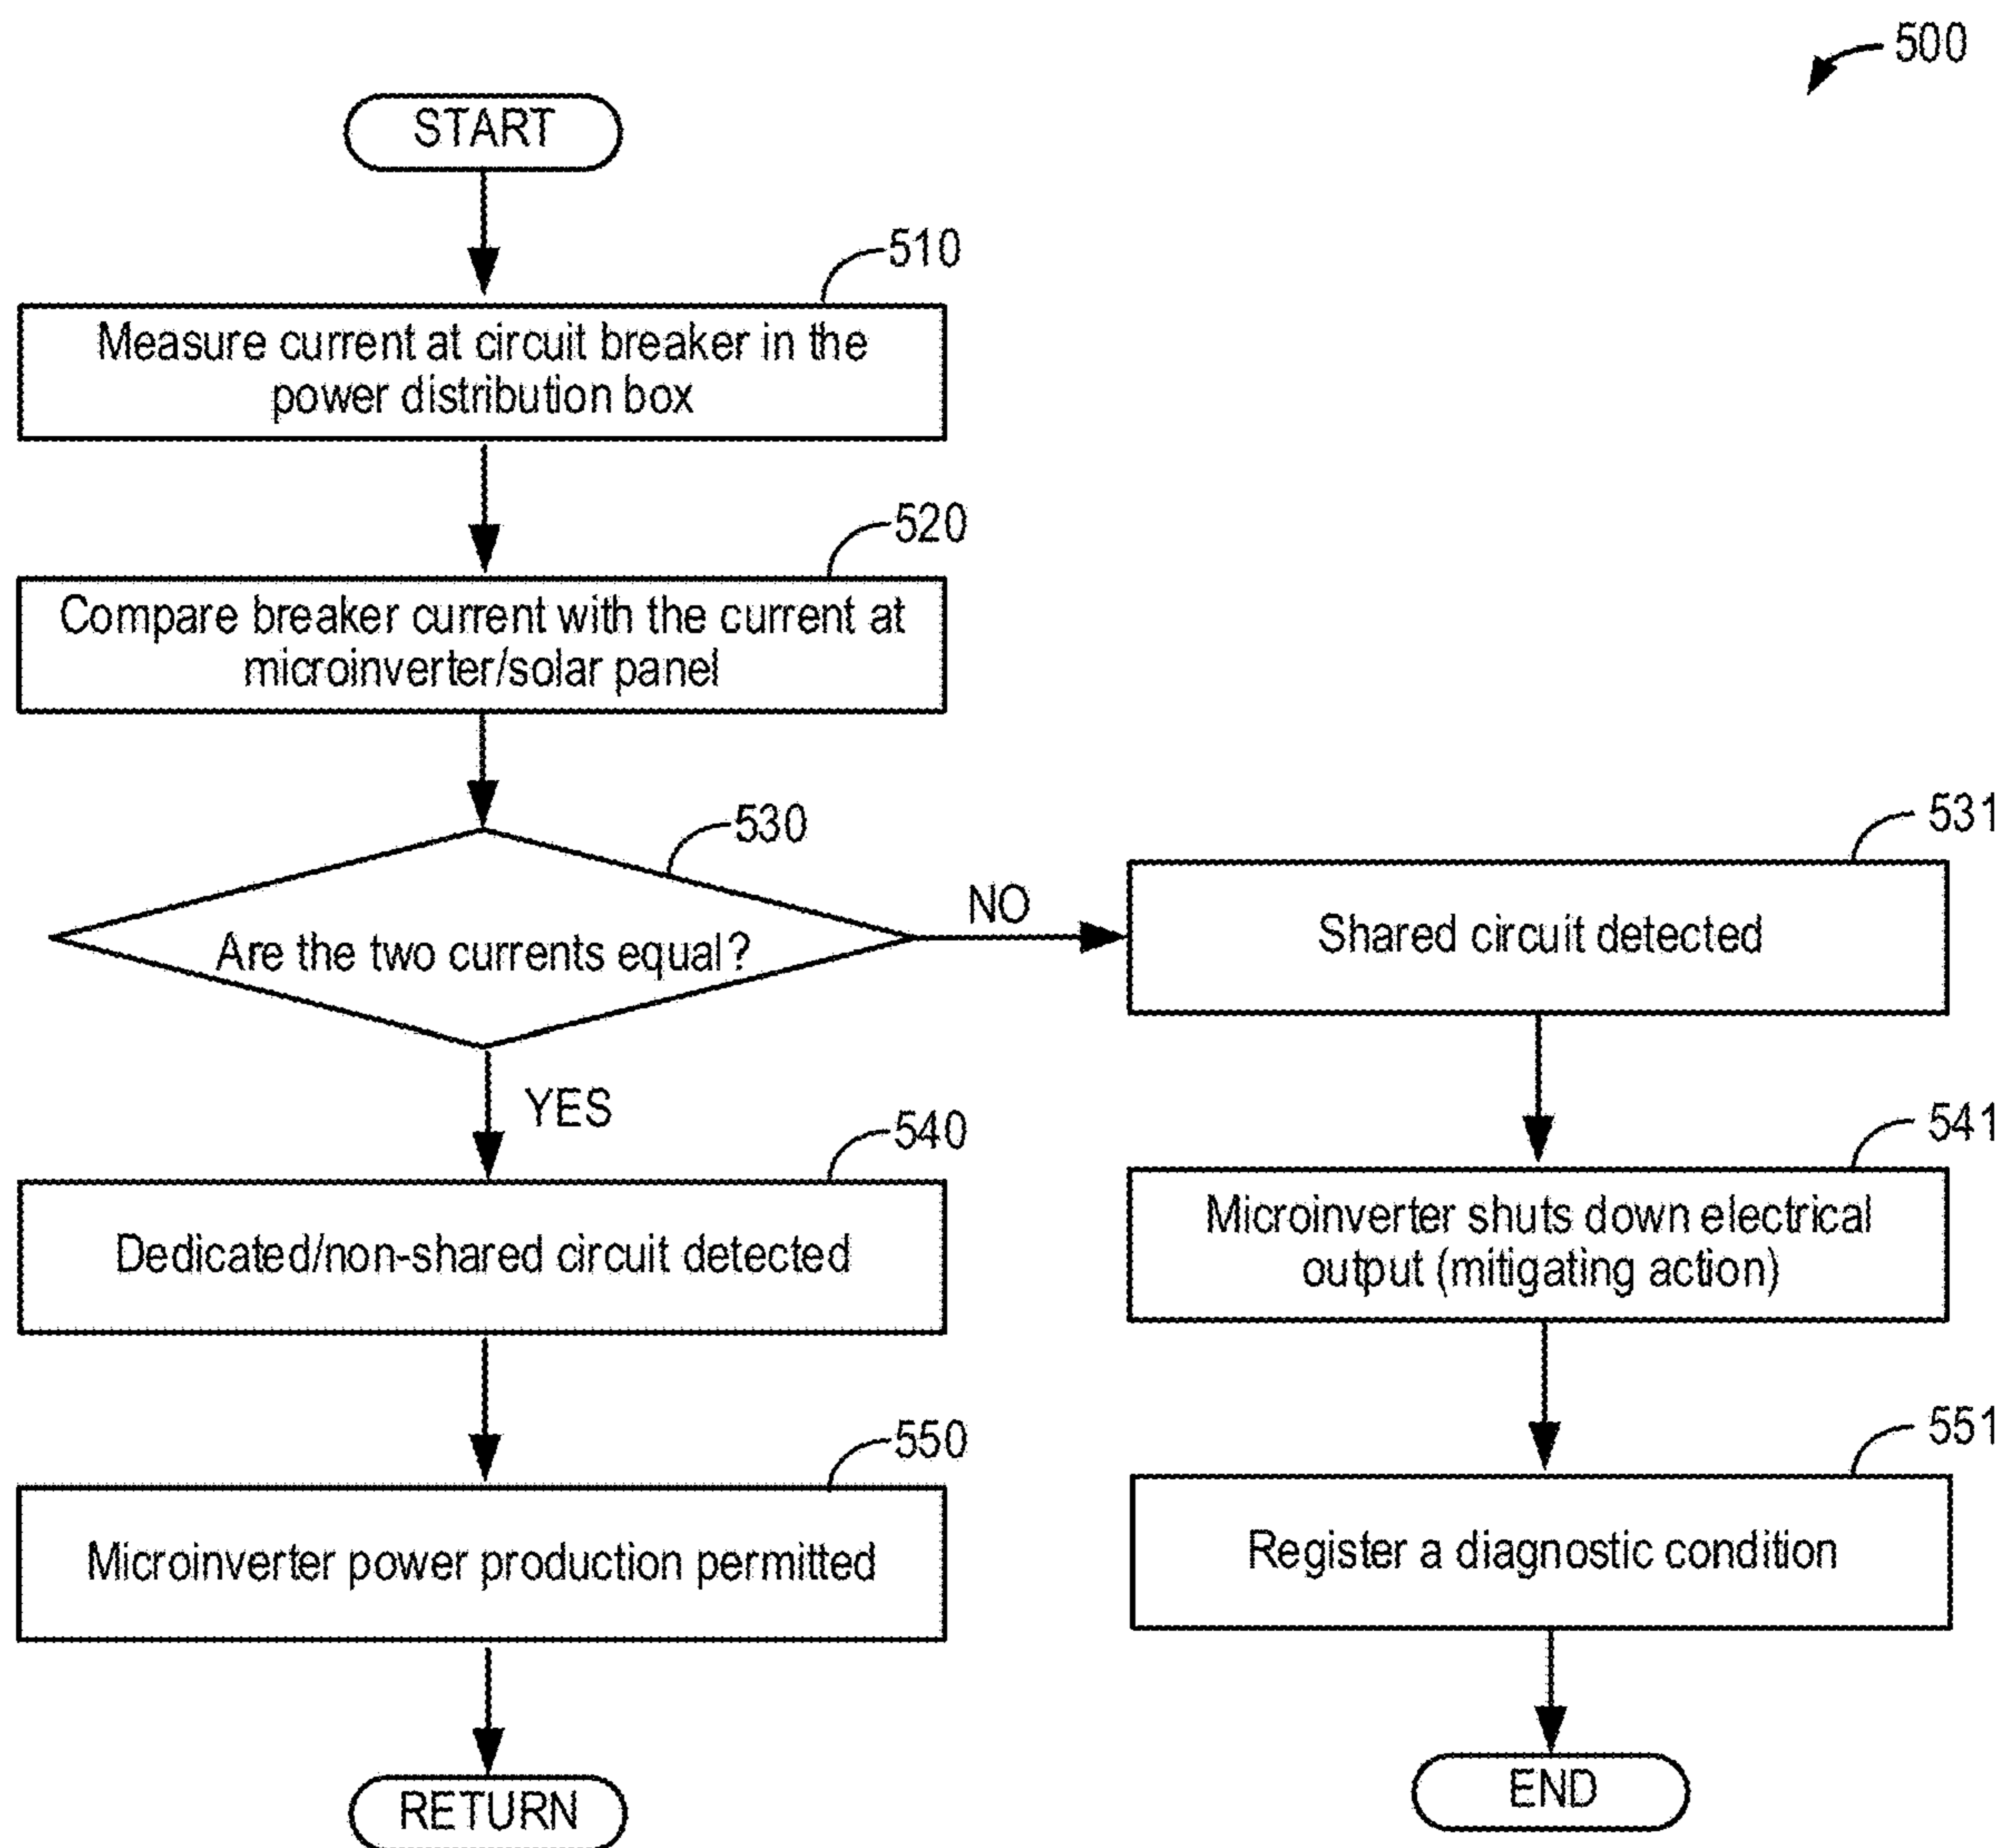 500
START
510
Measure current at circuit breaker in the
power distribution box
520
Compare breaker current with the current at
microinverter/solar panel
530
Are the two currents equal?
NO
531
Shared circuit detected
YES
540
Dedicated/non-shared circuit detected
541
Microinverter shuts down electrical
output (mitigating action)
550
Microinverter power production permitted
551
Register a diagnostic condition
RETURN
END